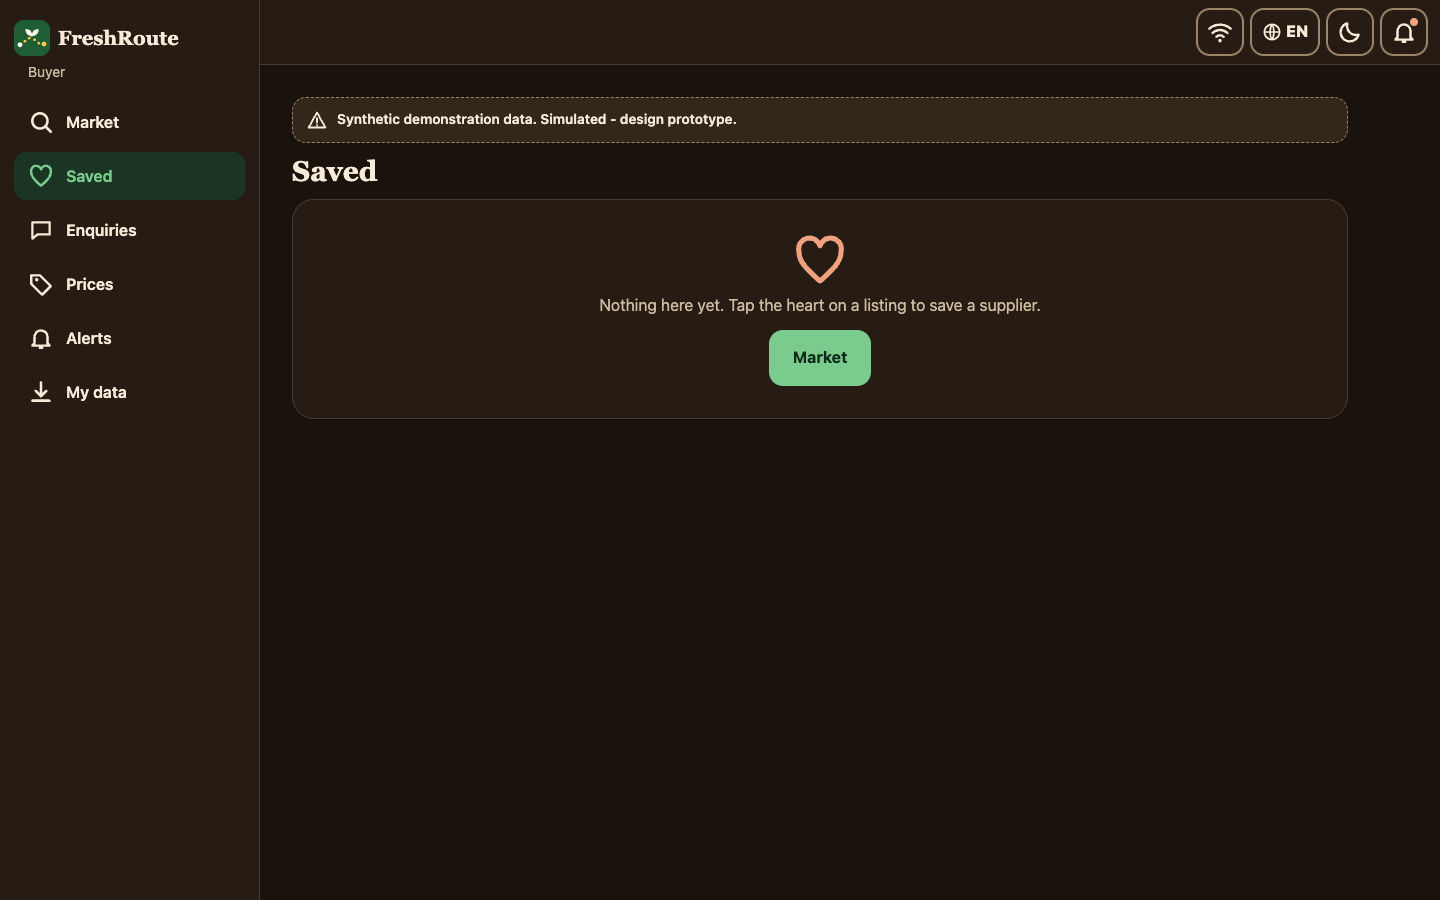 FreshRoute
Buyer
Market
Saved
Enquiries
Prices
Alerts
My data
EN
Synthetic demonstration data. Simulated - design prototype.
Saved
Nothing here yet. Tap the heart on a listing to save a supplier.
Market